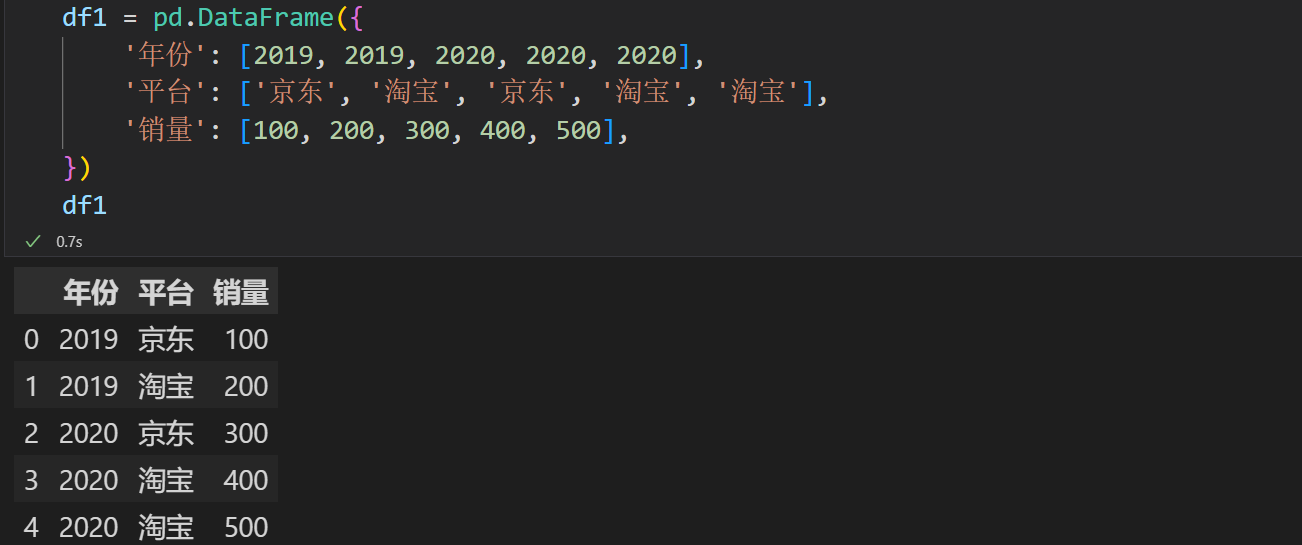 df1 = pd.DataFrame({
'年份': [2019, 2019, 2020, 2020, 2020],
'平台': ['京东', '淘宝', '京东', '淘宝', '淘宝'],
'销量': [100, 200, 300, 400, 500],
})
df1
0.7s
年份 平台 销量
0 2019 京东 100
1 2019 淘宝 200
2 2020 京东 300
3 2020 淘宝 400
4 2020 淘宝 500